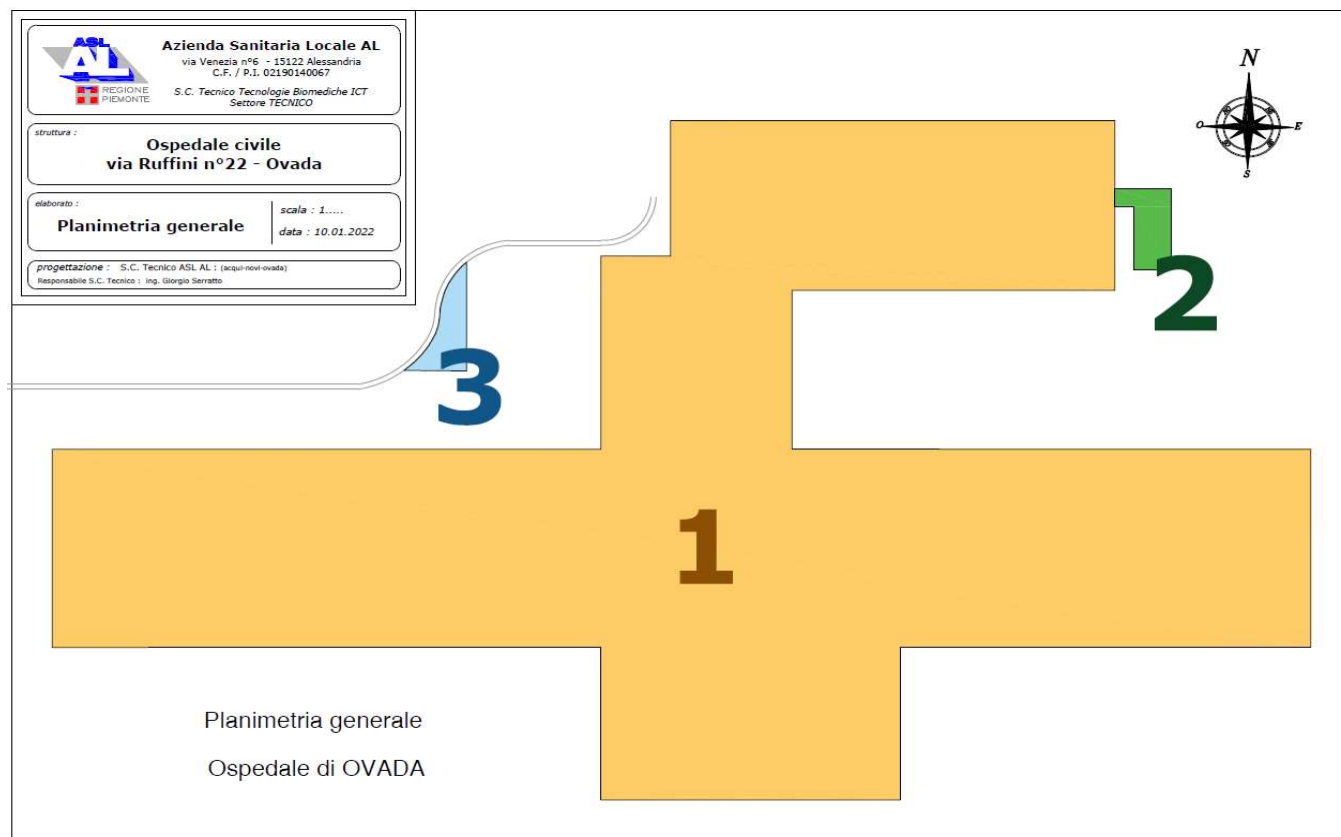 ASL
AL
REGIONE
PIEMONTE
Azienda Sanitaria Locale AL
via Venezia n°6 - 15122 Alessandria
C.F. / P.I. 02190140067
S.C. Tecnico Tecnologie Biomediche ICT
Settore TECNICO
struttura :
Ospedale civile
via Ruffini n°22 - Ovada
elaborato :
Planimetria generale
scala : 1.....
data : 10.01.2022
progettazione : S.C. Tecnico ASL AL : (acqui-novi-ovada)
Responsabile S.C. Tecnico : ing. Giorgio Serratto
N
O
E
S
2
3
1
Planimetria generale
Ospedale di OVADA